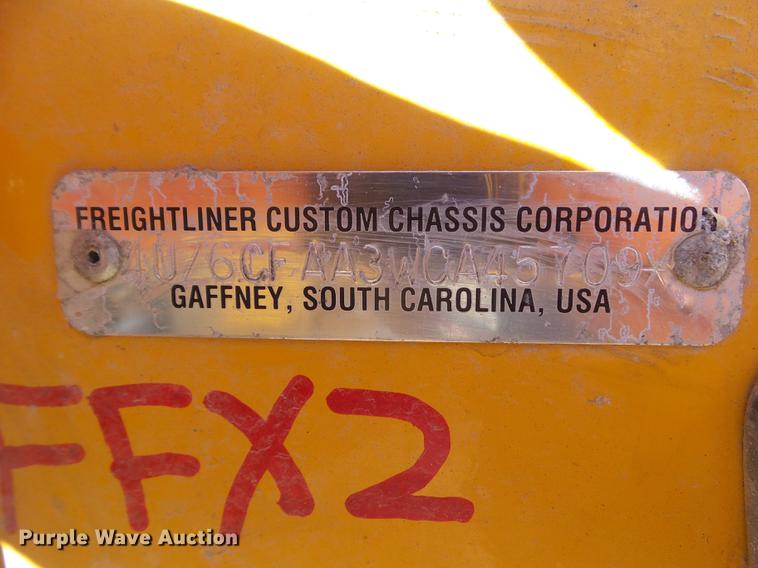 FREIGHTLINER CUSTOM CHASSIS CORPORATION
4UZ6CFAA3WCA45709
GAFFNEY, SOUTH CAROLINA, USA
FFX2
Purple Wave Auction